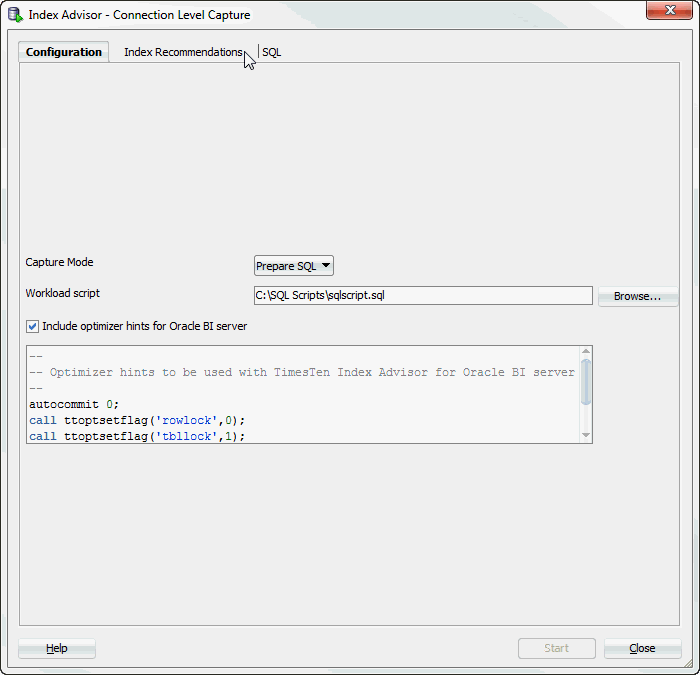 Index Advisor - Connection Level Capture
Configuration Index Recommendations SQL
Capture Mode Prepare SQL
Workload script C:\SQL Scripts\sqlscript.sql Browse...
Include optimizer hints for Oracle BI server
--
-- Optimizer hints to be used with TimesTen Index Advisor for Oracle BI server
--
autocommit 0;
call ttoptsetflag('rowlock',0);
call ttoptsetflag('tbllock',1);
Help Start Close